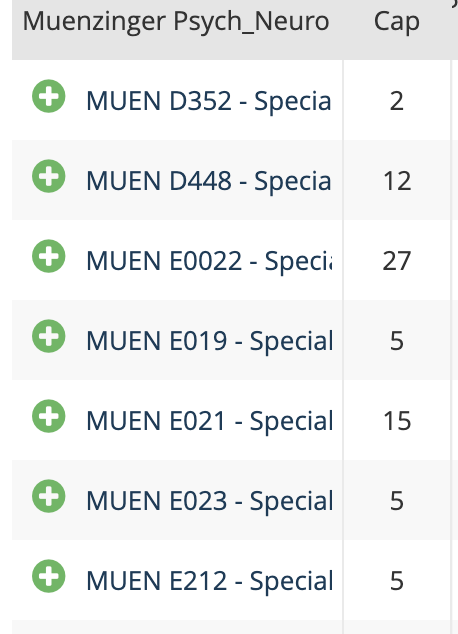 Muenzinger Psych_Neuro Cap
MUEN D352 - Specia 2
MUEN D448 - Specia 12
MUEN E0022 - Speci 27
MUEN E019 - Special 5
MUEN E021 - Special 15
MUEN E023 - Special 5
MUEN E212 - Special 5